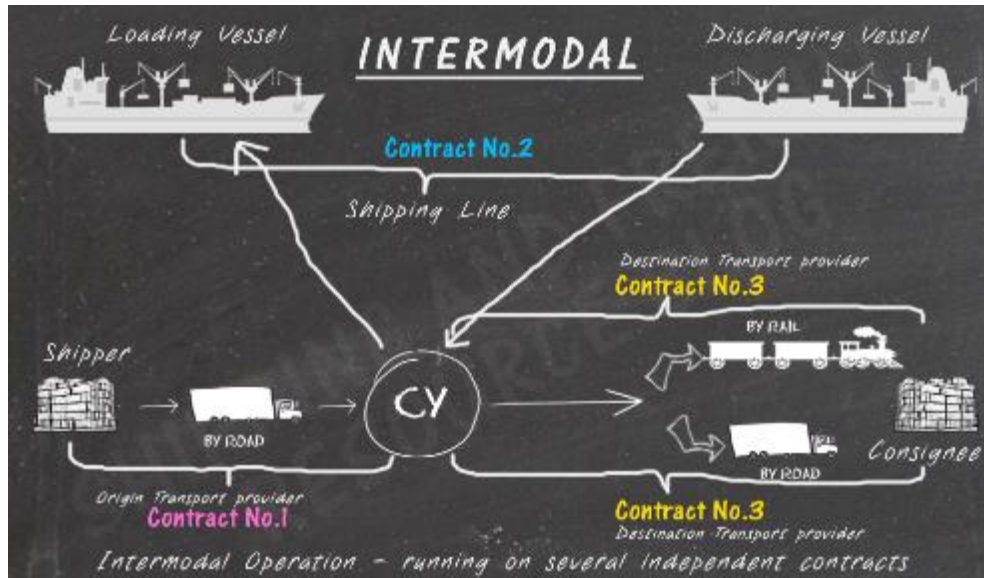 INTERMODAL
Loading Vessel
Discharging Vessel
Contract No.2
Shipping Line
Destination Transport provider
Contract No.3
BY RAIL
Shipper
CY
BY ROAD
BY ROAD
Consignee
Origin Transport provider
Contract No.1
Contract No.3
Destination Transport provider
Intermodal Operation - running on several independent contracts